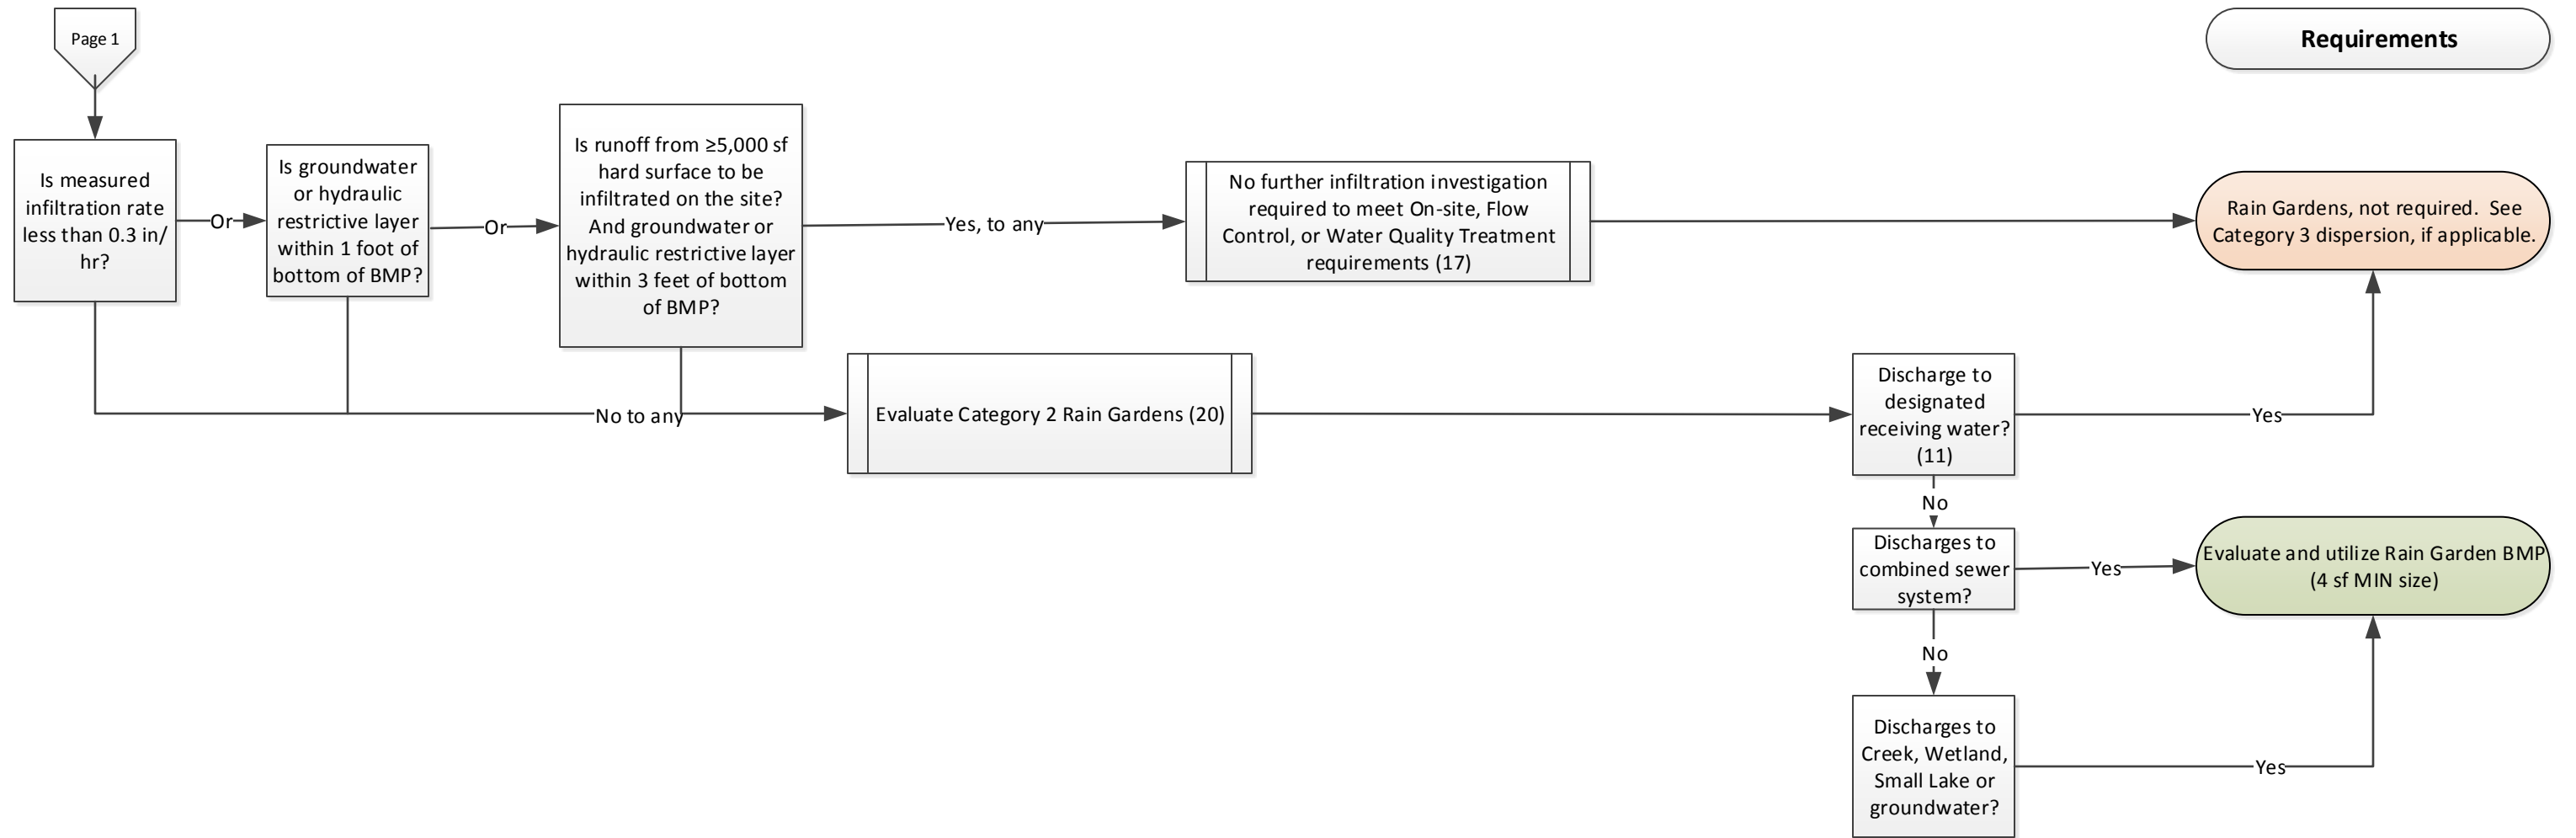 Page 1
Requirements
Is measured
infiltration rate
less than 0.3 in/
hr?
Or
Is groundwater
or hydraulic
restrictive layer
within 1 foot of
bottom of BMP?
Or
Is runoff from ≥5,000 sf
hard surface to be
infiltrated on the site?
And groundwater or
hydraulic restrictive layer
within 3 feet of bottom
of BMP?
Yes, to any
No further infiltration investigation
required to meet On-site, Flow
Control, or Water Quality Treatment
requirements (17)
Rain Gardens, not required.  See
Category 3 dispersion, if applicable.
No to any
Evaluate Category 2 Rain Gardens (20)
Discharge to
designated
receiving water?
(11)
Yes
No
Discharges to
combined sewer
system?
Yes
Evaluate and utilize Rain Garden BMP
(4 sf MIN size)
No
Discharges to
Creek, Wetland,
Small Lake or
groundwater?
Yes